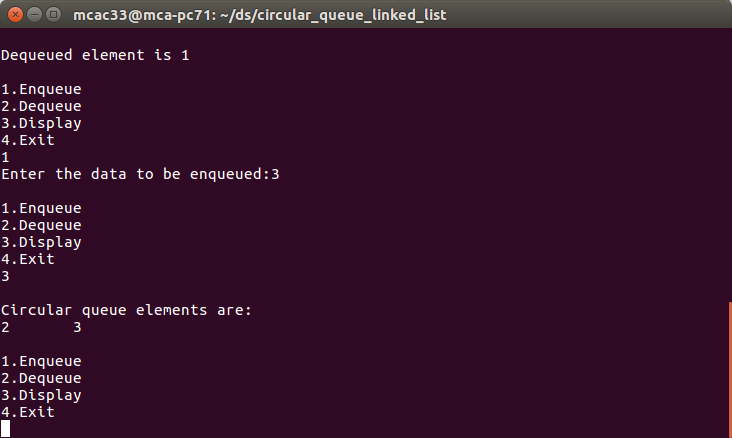 mcac33@mca-pc71: ~/ds/circular_queue_linked_list
Dequeued element is 1
1.Enqueue
2.Dequeue
3.Display
4.Exit
1
Enter the data to be enqueued:3
1.Enqueue
2.Dequeue
3.Display
4.Exit
3
Circular queue elements are:
2 3
1.Enqueue
2.Dequeue
3.Display
4.Exit